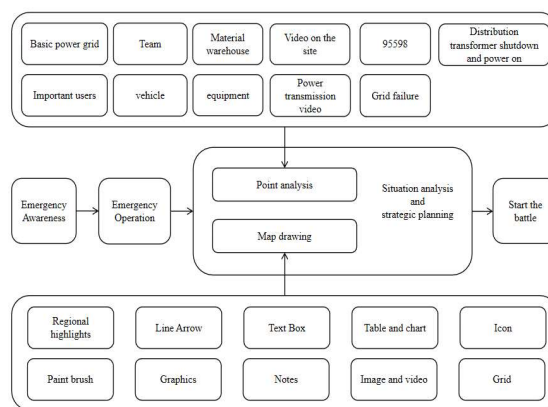 Basic power grid
Team
Material
warehouse
Video on the
site
95598
Distribution
transformer shutdown
and power on
Important users
vehicle
equipment
Power
transmission
video
Grid failure
Emergency
Awareness
Emergency
Operation
Point analysis
Map drawing
Situation analysis
and
strategic planning
Start the
battle
Regional
highlights
Line Arrow
Text Box
Table and chart
Icon
Paint brush
Graphics
Notes
Image and video
Grid